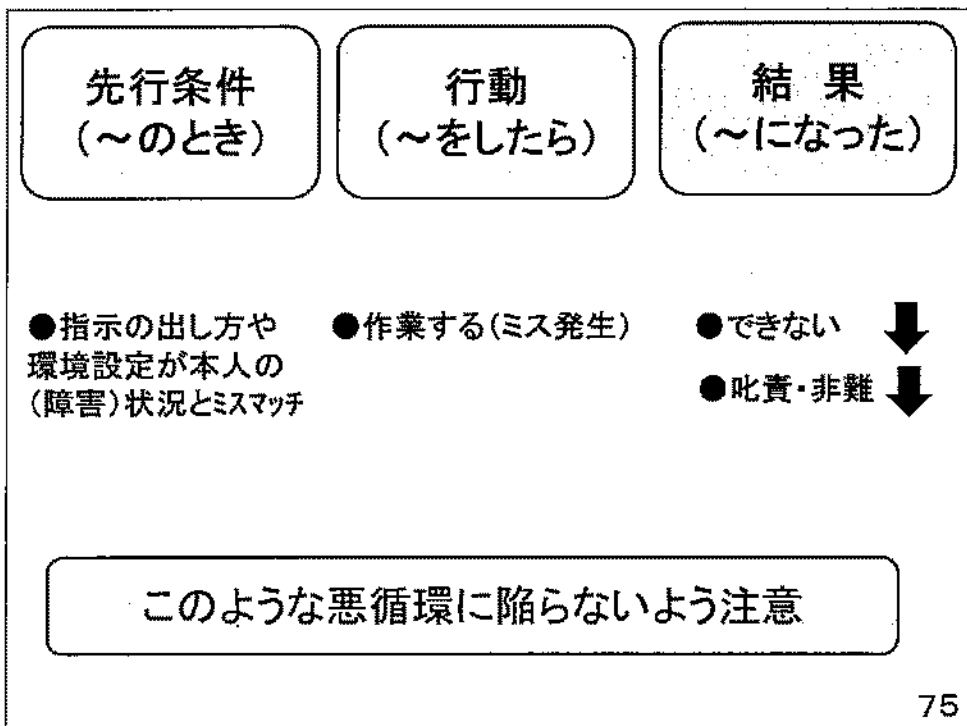 先行条件
(～のとき)
行動
(～をしたら)
結 果
(～になった)
●指示の出し方や
環境設定が本人の
(障害)状況とミスマッチ
●作業する(ミス発生)
●できない
●叱責・非難
このような悪循環に陥らないよう注意
75